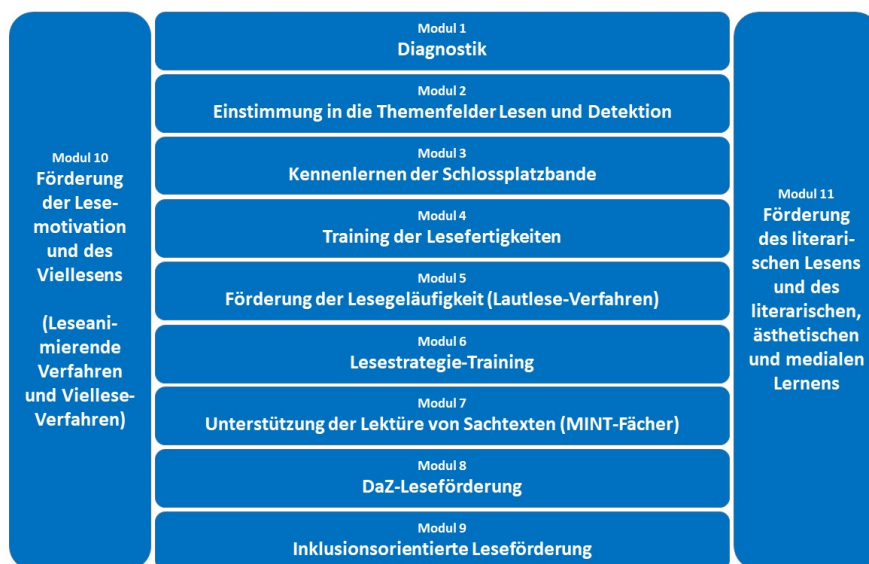 Modul 10
Förderung
der Lese-
motivation
und des
Viellesens
(Leseani-
mierende
Verfahren
und Viellese-
Verfahren)
Modul 1
Diagnostik
Modul 2
Einstimmung in die Themenfelder Lesen und Detektion
Modul 3
Kennenlernen der Schlossplatzbande
Modul 4
Training der Lesefertigkeiten
Modul 5
Förderung der Lesegeläufigkeit (Lautlese-Verfahren)
Modul 6
Lesestrategie-Training
Modul 7
Unterstützung der Lektüre von Sachtexten (MINT-Fächer)
Modul 8
DaZ-Leseförderung
Modul 9
Inklusionsorientierte Leseförderung
Modul 11
Förderung
des literari-
schen Lesens
und des
literarischen,
ästhetischen
und medialen
Lernens